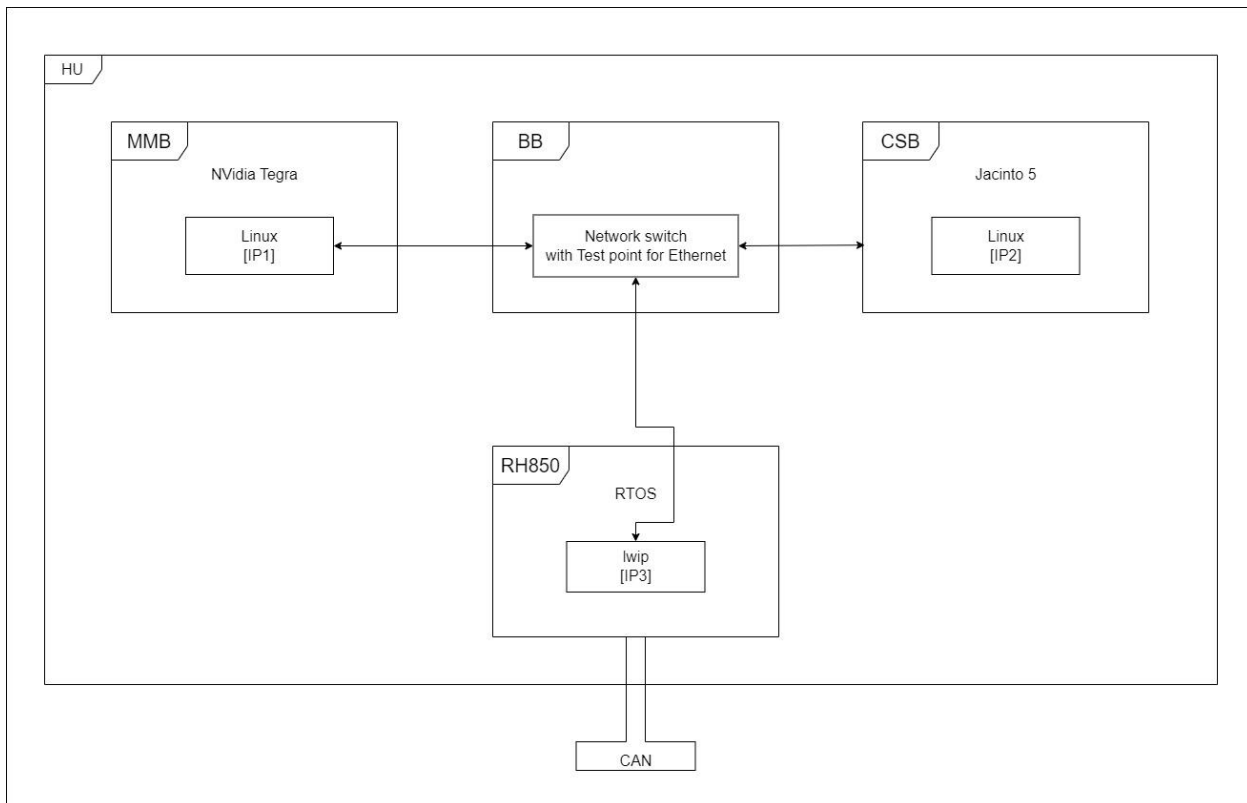 HU
MMB
NVidia Tegra
Linux
[IP1]
BB
Network switch
with Test point for Ethernet
CSB
Jacinto 5
Linux
[IP2]
RH850
RTOS
lwip
[IP3]
CAN